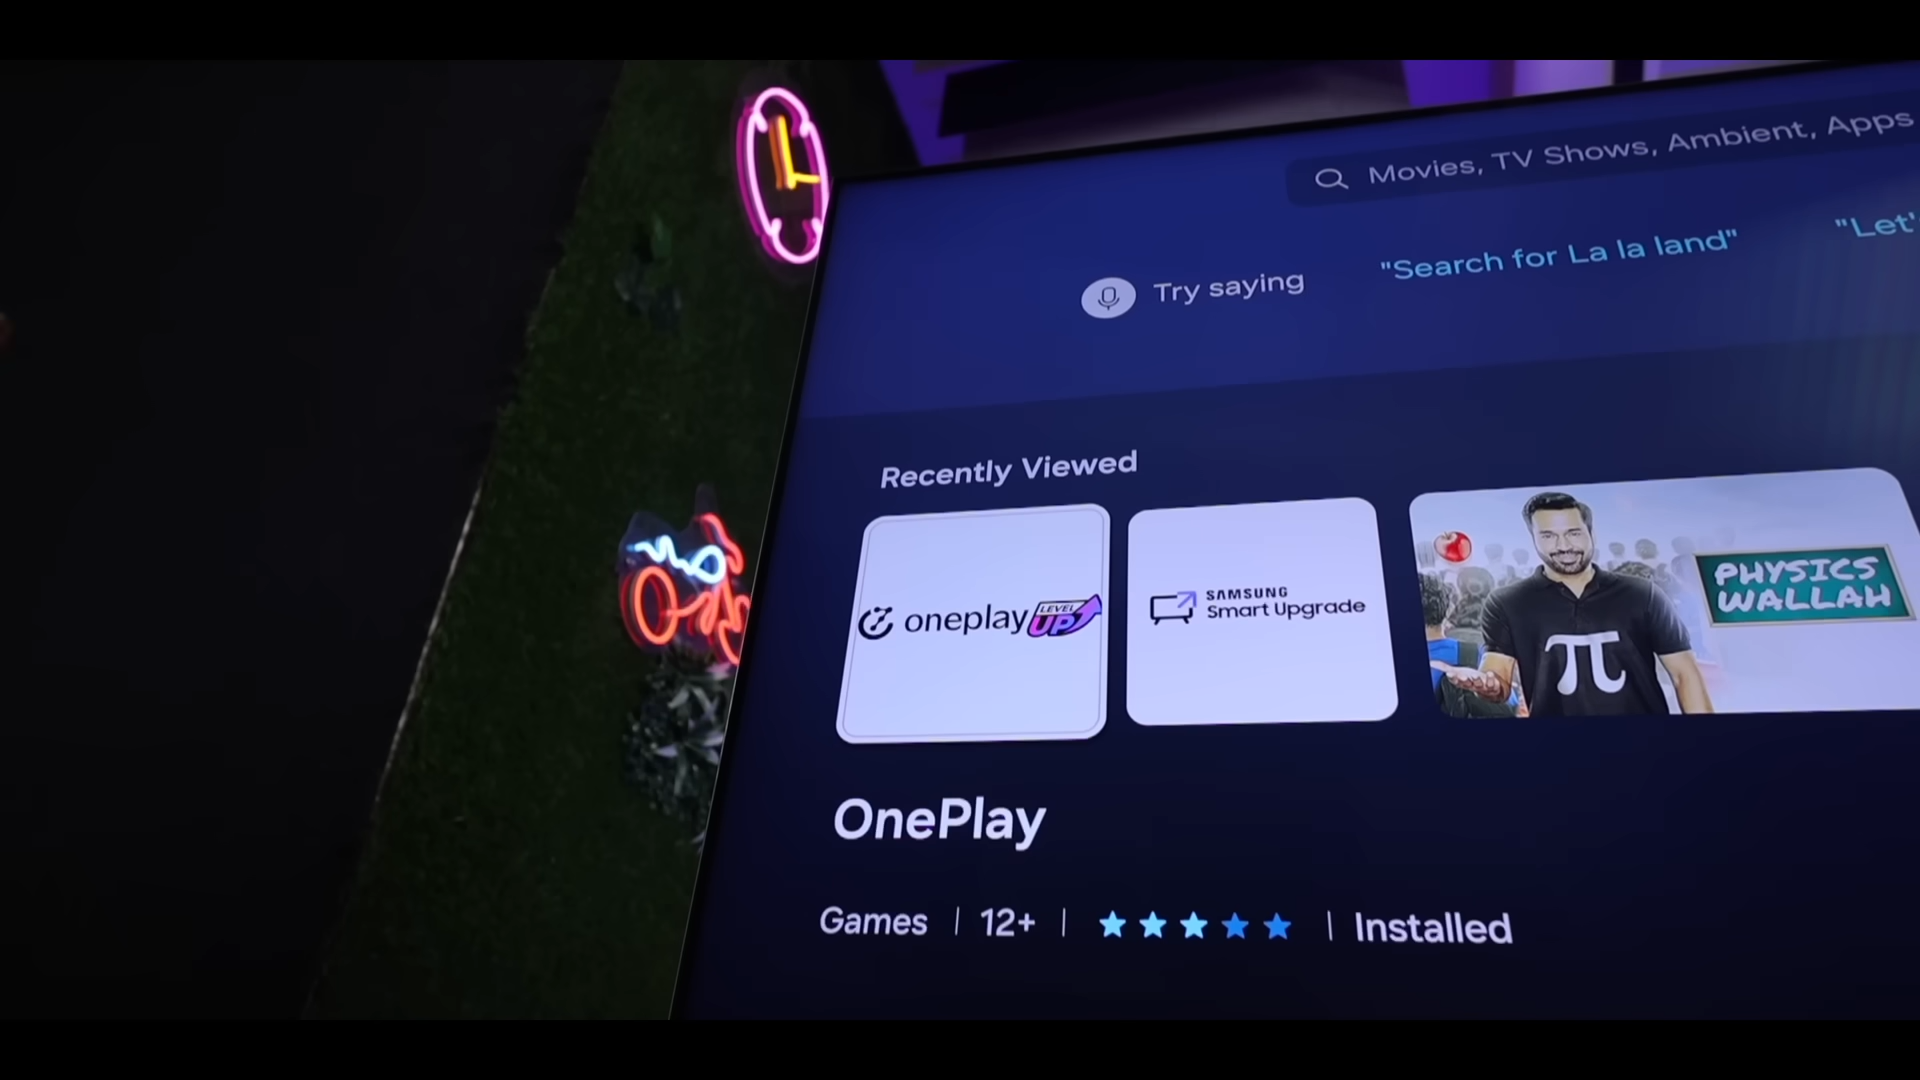 Movies, TV Shows, Ambient, Apps
Try saying
"Search for La la land"
"Let'
Recently Viewed
oneplay
LEVEL
UP
SAMSUNG
Smart Upgrade
PHYSICS
WALLAH
π
OnePlay
Games | 12+ | ★★★★★ | Installed